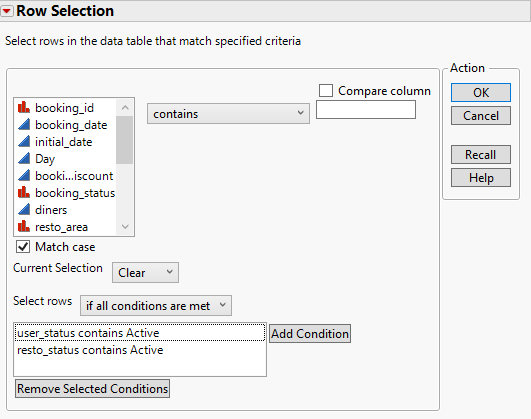 Row Selection
Select rows in the data table that match specified criteria
Action
Compare column
OK
booking_id
contains
booking_date
Cancel
initial_date
Day
booki...iscount
Recall
booking_status
Help
diners
resto_area
Match case
Current Selection Clear
Select rows if all conditions are met
user_status contains Active
Add Condition
resto_status contains Active
Remove Selected Conditions